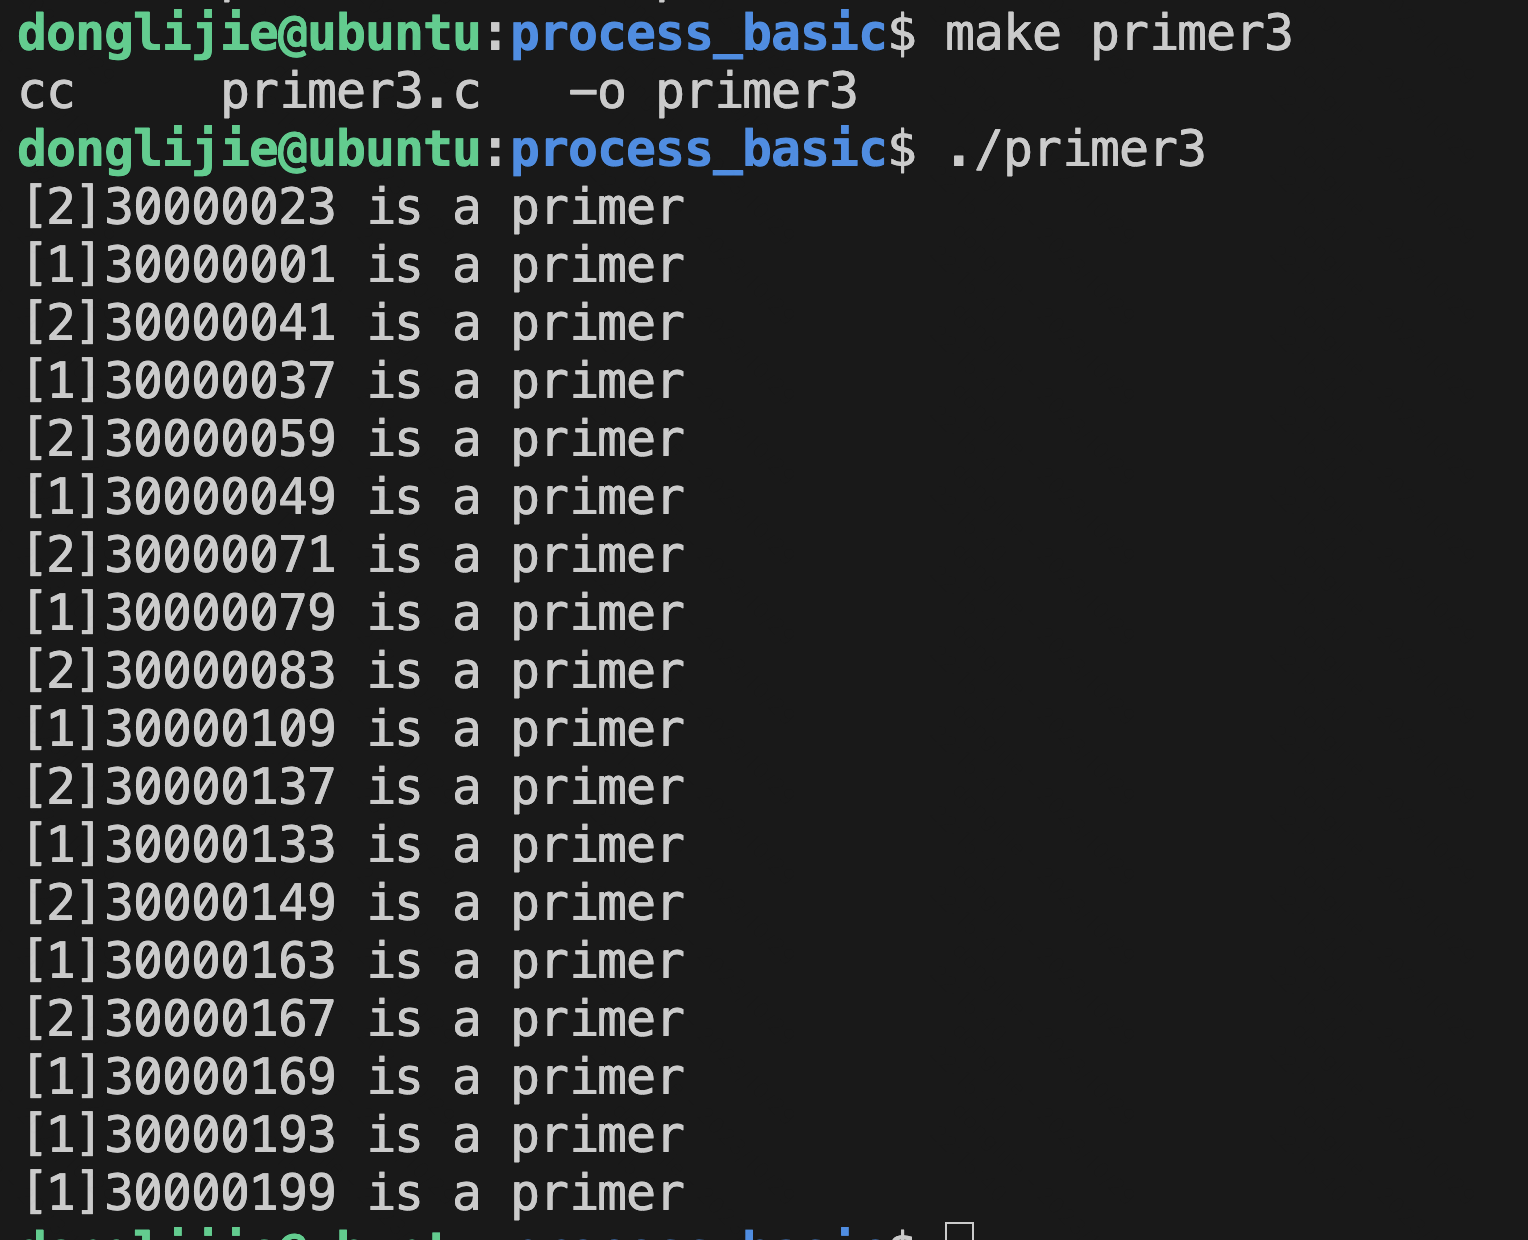 donglijie@ubuntu:process_basic$ make primer3
cc     primer3.c   -o primer3
donglijie@ubuntu:process_basic$ ./primer3
[2]30000023 is a primer
[1]30000001 is a primer
[2]30000041 is a primer
[1]30000037 is a primer
[2]30000059 is a primer
[1]30000049 is a primer
[2]30000071 is a primer
[1]30000079 is a primer
[2]30000083 is a primer
[1]30000109 is a primer
[2]30000137 is a primer
[1]30000133 is a primer
[2]30000149 is a primer
[1]30000163 is a primer
[2]30000167 is a primer
[1]30000169 is a primer
[1]30000193 is a primer
[1]30000199 is a primer
donglijie@ubuntu:process_basic$